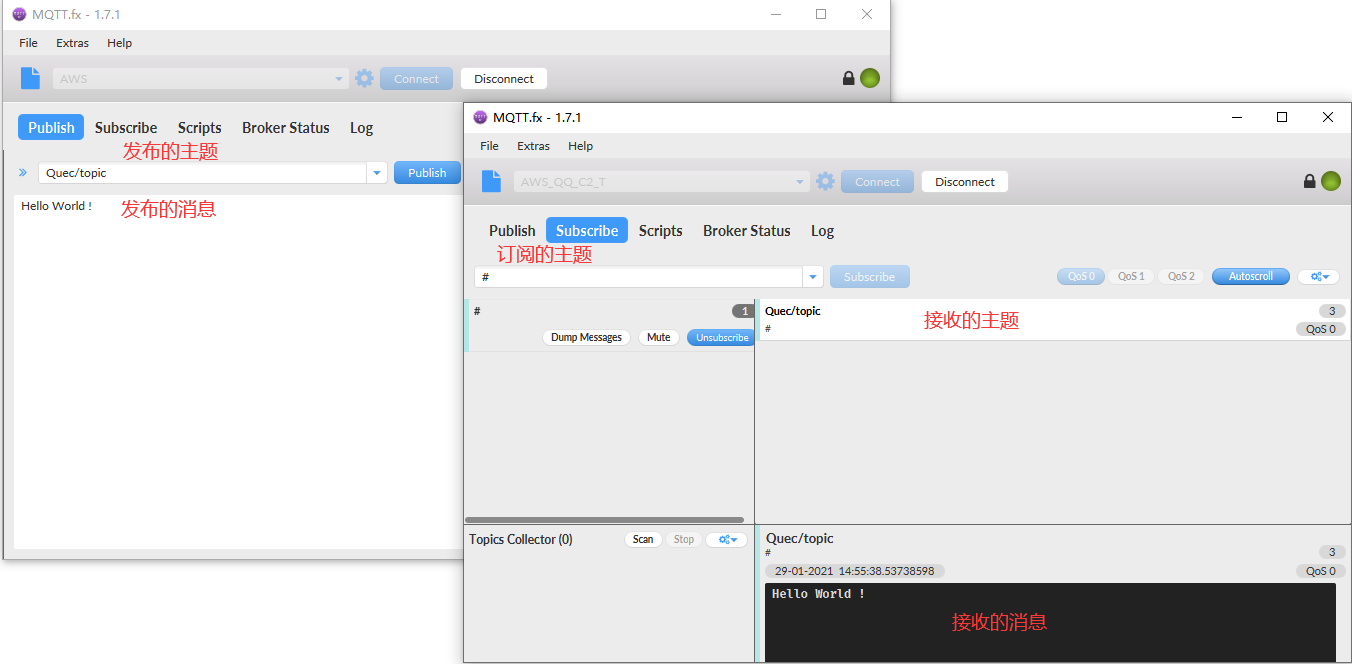 MQTT.fx - 1.7.1
File Extras Help
AWS Connect Disconnect
Publish Subscribe Scripts Broker Status Log
发布的主题
Quec/topic Publish
Hello World ! 发布的消息
MQTT.fx - 1.7.1
File Extras Help
AWS_QQ_C2_T Connect Disconnect
Publish Subscribe Scripts Broker Status Log
订阅的主题
# Subscribe QoS 0 QoS 1 QoS 2 Autoscroll
# 1
Dump Messages Mute Unsubscribe
Quec/topic 接收的主题 3
# QoS 0
Topics Collector (0) Scan Stop
Quec/topic
# 3
29-01-2021 14:55:38.53738598 QoS 0
Hello World !
接收的消息